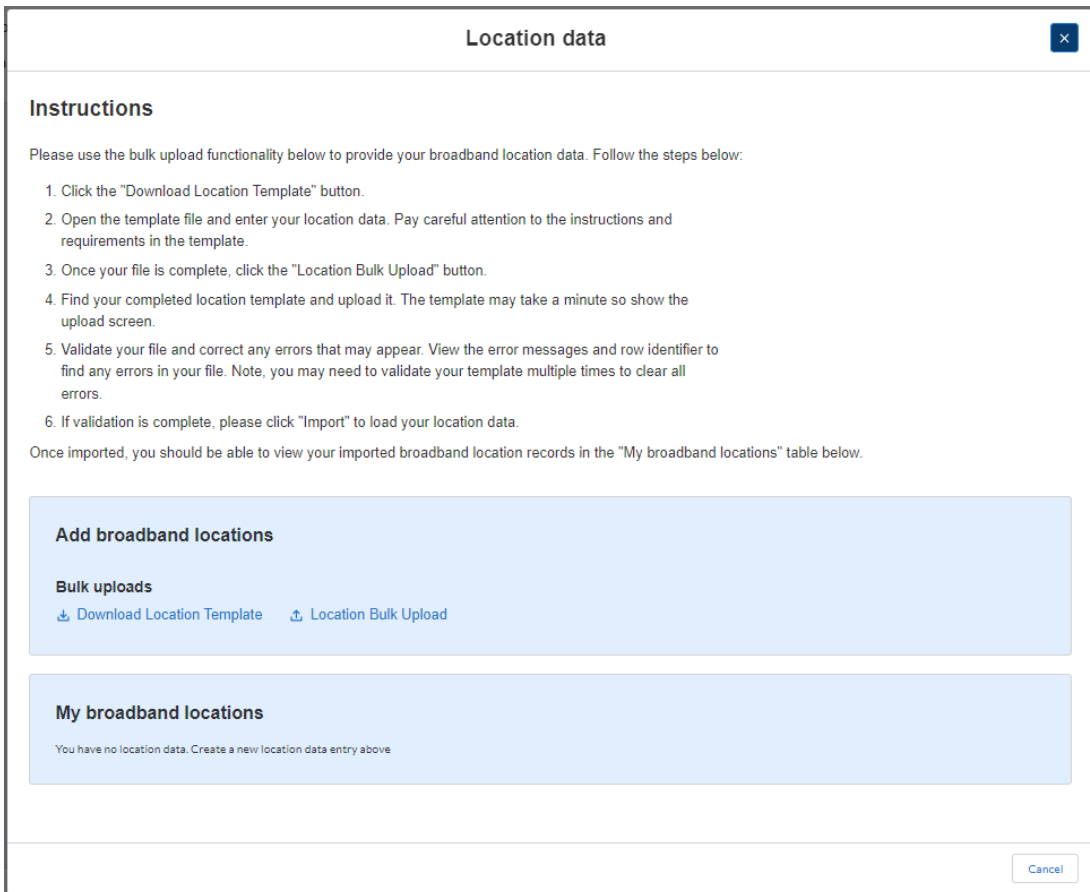 Location data
Instructions
Please use the bulk upload functionality below to provide your broadband location data. Follow the steps below:
1. Click the "Download Location Template" button.
2. Open the template file and enter your location data. Pay careful attention to the instructions and
requirements in the template.
3. Once your file is complete, click the "Location Bulk Upload" button.
4. Find your completed location template and upload it. The template may take a minute so show the
upload screen.
5. Validate your file and correct any errors that may appear. View the error messages and row identifier to
find any errors in your file. Note, you may need to validate your template multiple times to clear all
errors.
6. If validation is complete, please click "Import" to load your location data.
Once imported, you should be able to view your imported broadband location records in the "My broadband locations" table below.
Add broadband locations
Bulk uploads
Download Location Template Location Bulk Upload
My broadband locations
You have no location data. Create a new location data entry above
Cancel